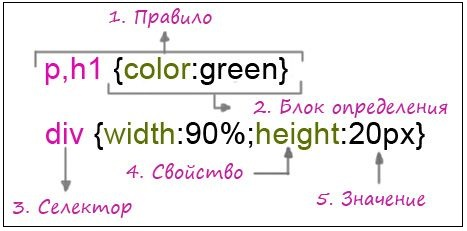 1. Правило
p,h1 {color:green}
2. Блок определения
div {width:90%;height:20px}
4. Свойство
5. Значение
3. Селектор